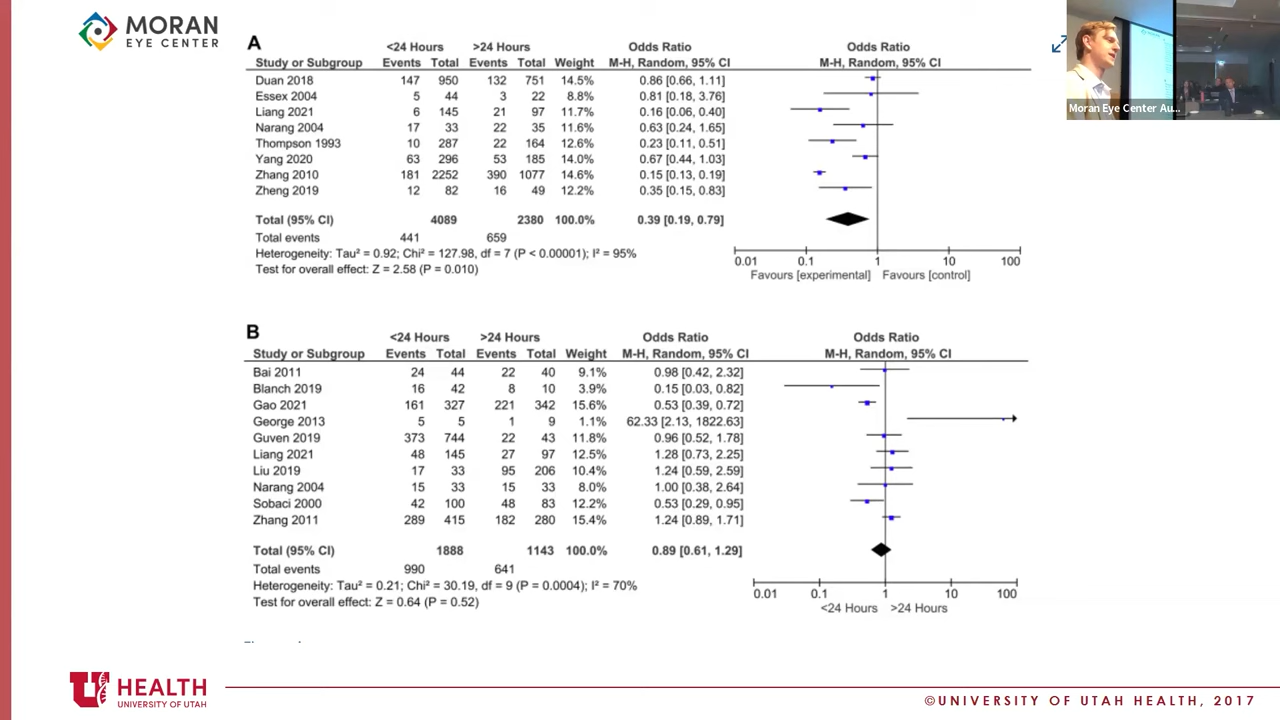 MORAN
EYE CENTER
Moran Eye Center Au...
A
<24 Hours >24 Hours Odds Ratio Odds Ratio
Study or Subgroup Events Total Events Total Weight M-H, Random, 95% CI M-H, Random, 95% CI
Duan 2018 147 950 132 751 14.5% 0.86 [0.66, 1.11]
Essex 2004 5 44 3 22 8.8% 0.81 [0.18, 3.76]
Liang 2021 6 145 21 97 11.7% 0.16 [0.06, 0.40]
Narang 2004 17 33 22 35 11.6% 0.63 [0.24, 1.65]
Thompson 1993 10 287 22 164 12.6% 0.23 [0.11, 0.51]
Yang 2020 63 296 53 185 14.0% 0.67 [0.44, 1.03]
Zhang 2010 181 2252 390 1077 14.6% 0.15 [0.13, 0.19]
Zheng 2019 12 82 16 49 12.2% 0.35 [0.15, 0.83]
Total (95% CI) 4089 2380 100.0% 0.39 [0.19, 0.79]
Total events 441 659
Heterogeneity: Tau² = 0.92; Chi² = 127.98, df = 7 (P < 0.00001); I² = 95%
Test for overall effect: Z = 2.58 (P = 0.010)
0.01 0.1 1 10 100
Favours [experimental] Favours [control]
B
<24 Hours >24 Hours Odds Ratio Odds Ratio
Study or Subgroup Events Total Events Total Weight M-H, Random, 95% CI M-H, Random, 95% CI
Bai 2011 24 44 22 40 9.1% 0.98 [0.42, 2.32]
Blanch 2019 16 42 8 10 3.9% 0.15 [0.03, 0.82]
Gao 2021 161 327 221 342 15.6% 0.53 [0.39, 0.72]
George 2013 5 5 1 9 1.1% 62.33 [2.13, 1822.63]
Guven 2019 373 744 22 43 11.8% 0.96 [0.52, 1.78]
Liang 2021 48 145 27 97 12.5% 1.28 [0.73, 2.25]
Liu 2019 17 33 95 206 10.4% 1.24 [0.59, 2.59]
Narang 2004 15 33 15 33 8.0% 1.00 [0.38, 2.64]
Sobaci 2000 42 100 48 83 12.2% 0.53 [0.29, 0.95]
Zhang 2011 289 415 182 280 15.4% 1.24 [0.89, 1.71]
Total (95% CI) 1888 1143 100.0% 0.89 [0.61, 1.29]
Total events 990 641
Heterogeneity: Tau² = 0.21; Chi² = 30.19, df = 9 (P = 0.0004); I² = 70%
Test for overall effect: Z = 0.64 (P = 0.52)
0.01 0.1 1 10 100
<24 Hours >24 Hours
U HEALTH
UNIVERSITY OF UTAH
©UNIVERSITY OF UTAH HEALTH, 2017